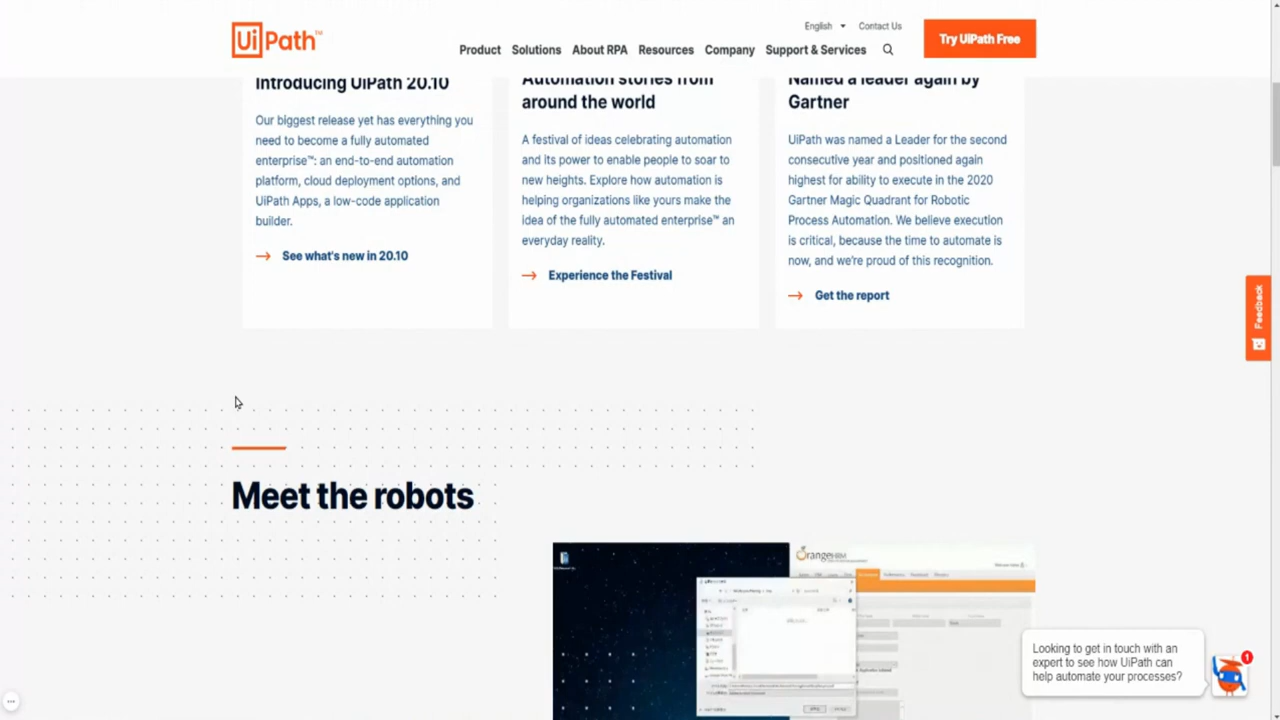 English
Contact Us
UiPath™
Product Solutions About RPA Resources Company Support & Services
Try UiPath Free
Introducing UiPath 20.10
Our biggest release yet has everything you
need to become a fully automated
enterprise™: an end-to-end automation
platform, cloud deployment options, and
UiPath Apps, a low-code application
builder.
See what's new in 20.10
Automation stories from
around the world
A festival of ideas celebrating automation
and its power to enable people to soar to
new heights. Explore how automation is
helping organizations like yours make the
idea of the fully automated enterprise™ an
everyday reality.
Experience the Festival
Named a leader again by
Gartner
UiPath was named a Leader for the second
consecutive year and positioned again
highest for ability to execute in the 2020
Gartner Magic Quadrant for Robotic
Process Automation. We believe execution
is critical, because the time to automate is
now, and we're proud of this recognition.
Get the report
Feedback
Meet the robots
OrangeHRM
Looking to get in touch with an
expert to see how UiPath can
help automate your processes?
1